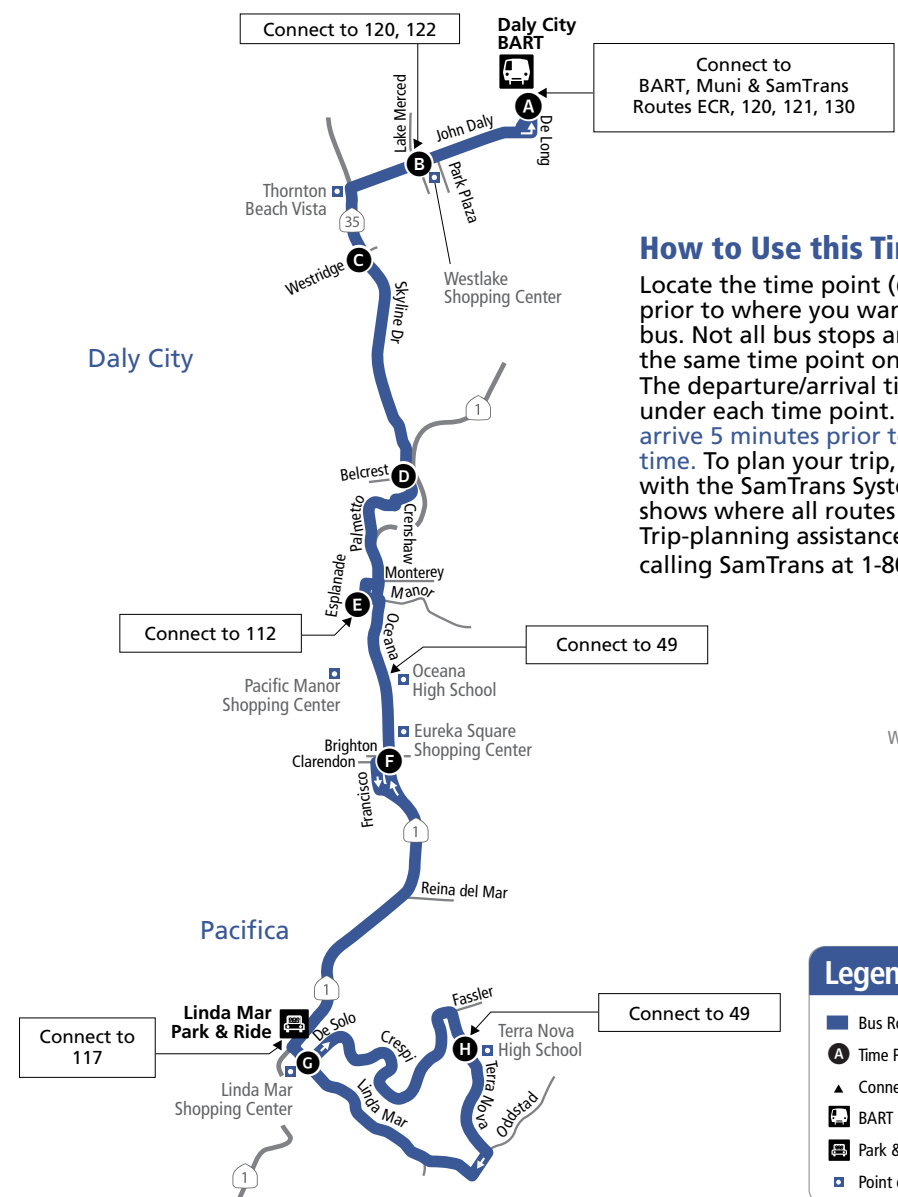 Connect to 120, 122
Daly City
BART
Connect to
BART, Muni & SamTrans
Routes ECR, 120, 121, 130
A
De Long
John Daly
Lake Merced
B
Park Plaza
Thornton
Beach Vista
35
C
Westridge
Westlake
Shopping Center
Skyline Dr
Daly City
How to Use this Ti
Locate the time point (
prior to where you wan
bus. Not all bus stops a
the same time point on
The departure/arrival ti
under each time point.
arrive 5 minutes prior t
time. To plan your trip,
with the SamTrans Syste
shows where all routes
Trip-planning assistance
calling SamTrans at 1-80
1
Belcrest
D
Palmetto
Crenshaw
Monterey
Manor
Esplanade
E
Connect to 112
Oceana
Connect to 49
Oceana
High School
Pacific Manor
Shopping Center
Eureka Square
Shopping Center
W
Brighton
Clarendon
F
Francisco
1
Reina del Mar
Pacifica
1
Linda Mar
Park & Ride
Connect to
117
De Solo
G
Crespi
Fassler
Connect to 49
H
Terra Nova
High School
Terra Nova
Oddstad
Linda Mar
Shopping Center
Linda Mar
1
Legen
Bus Ro
A Time P
Conne
BART
Park &
Point o